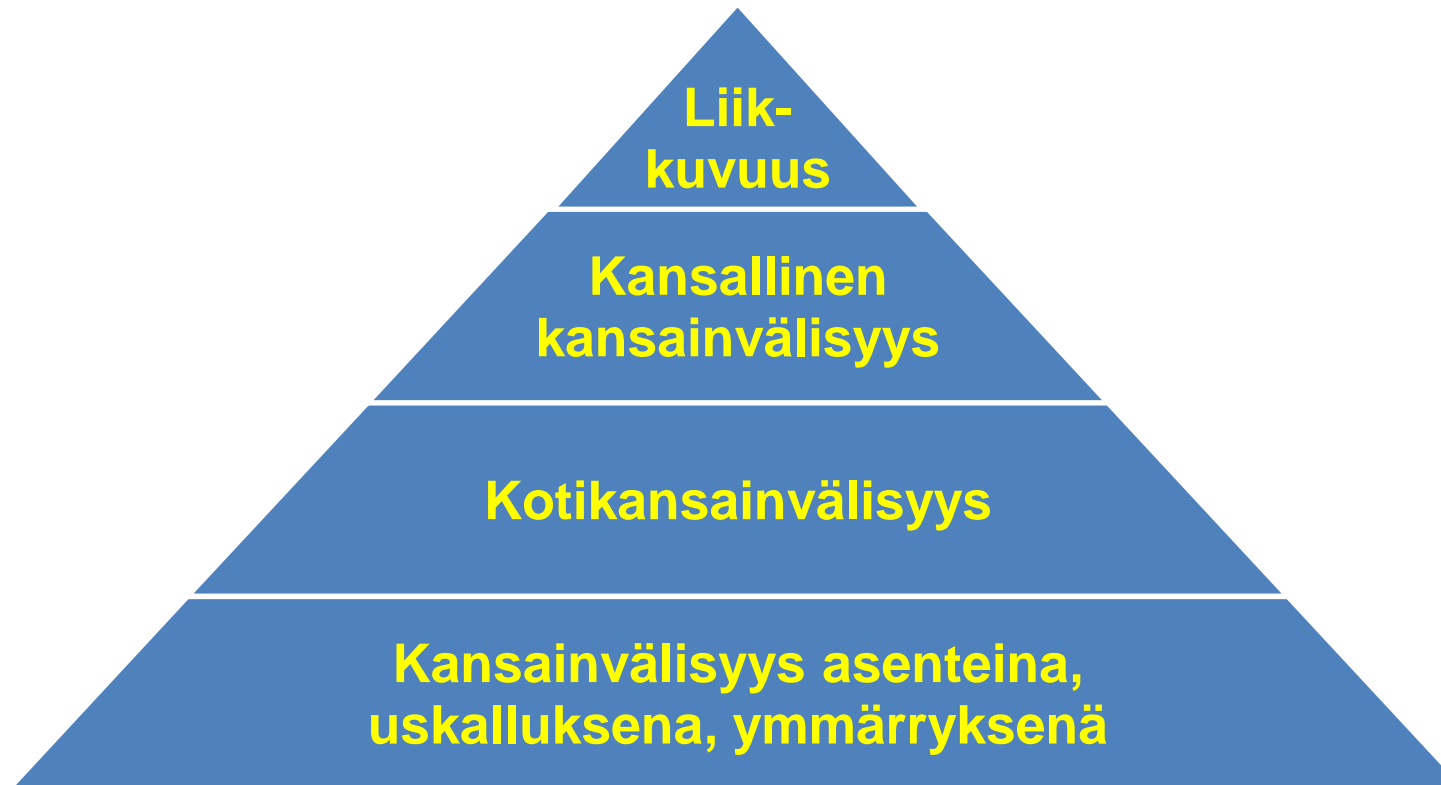 Liik-
kuvuus
Kansallinen
kansainvälisyys
Kotikansainvälisyys
Kansainvälisyys asenteina,
uskalluksena, ymmärryksenä